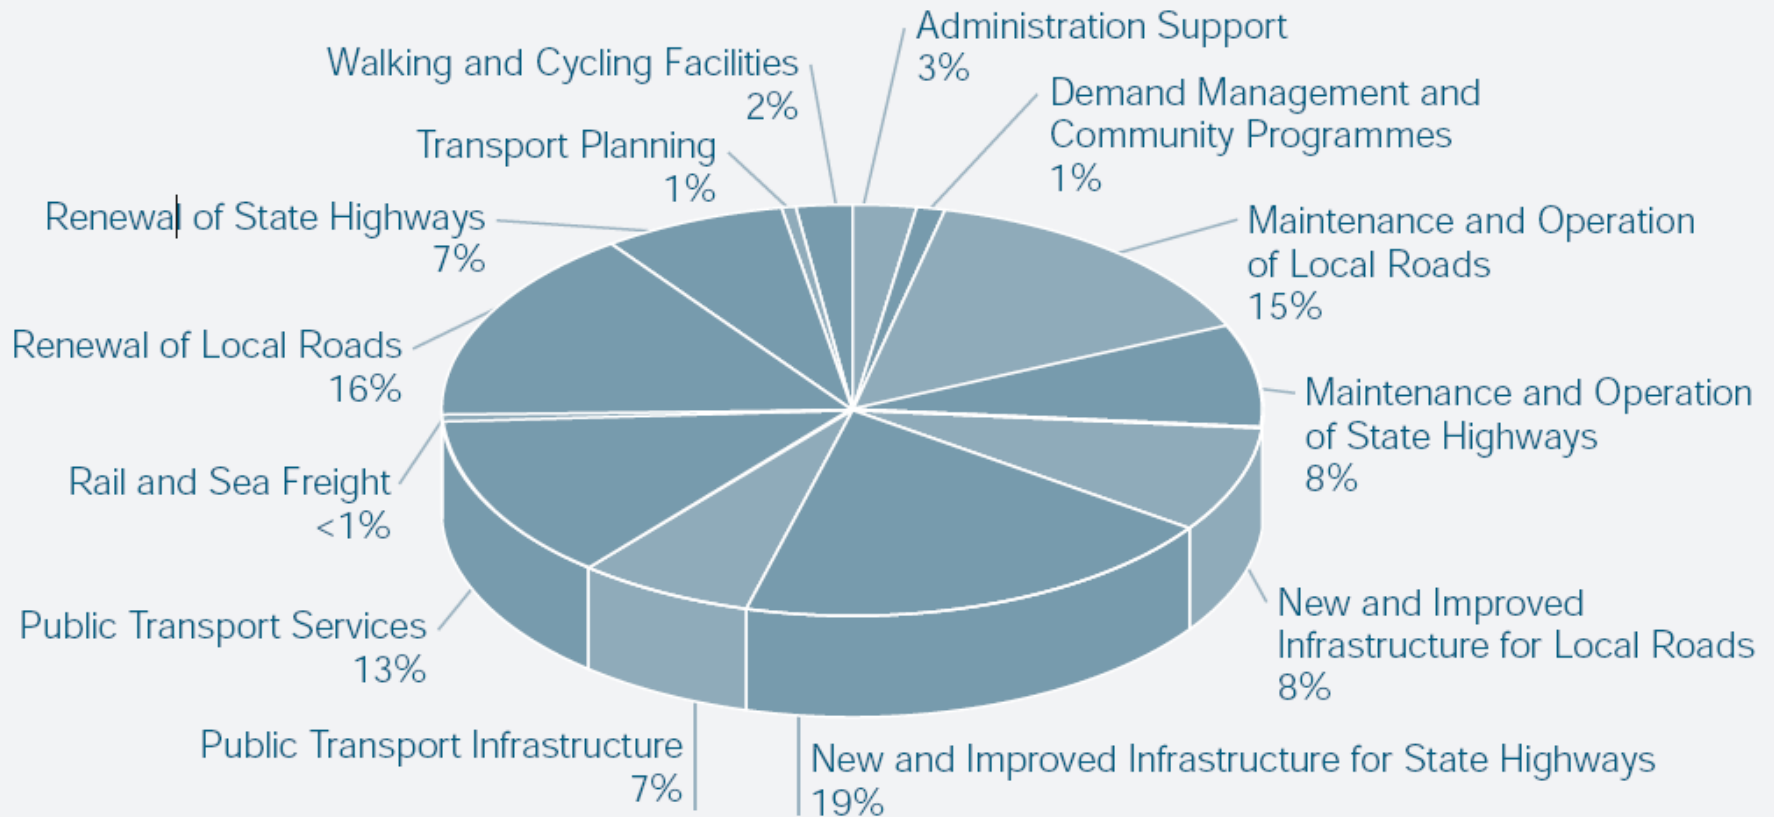 Administration Support
3%
Demand Management and
Community Programmes
1%
Maintenance and Operation
of Local Roads
15%
Maintenance and Operation
of State Highways
8%
New and Improved
Infrastructure for Local Roads
8%
New and Improved Infrastructure for State Highways
19%
Public Transport Infrastructure
7%
Public Transport Services
13%
Rail and Sea Freight
<1%
Renewal of Local Roads
16%
Renewal of State Highways
7%
Transport Planning
1%
Walking and Cycling Facilities
2%